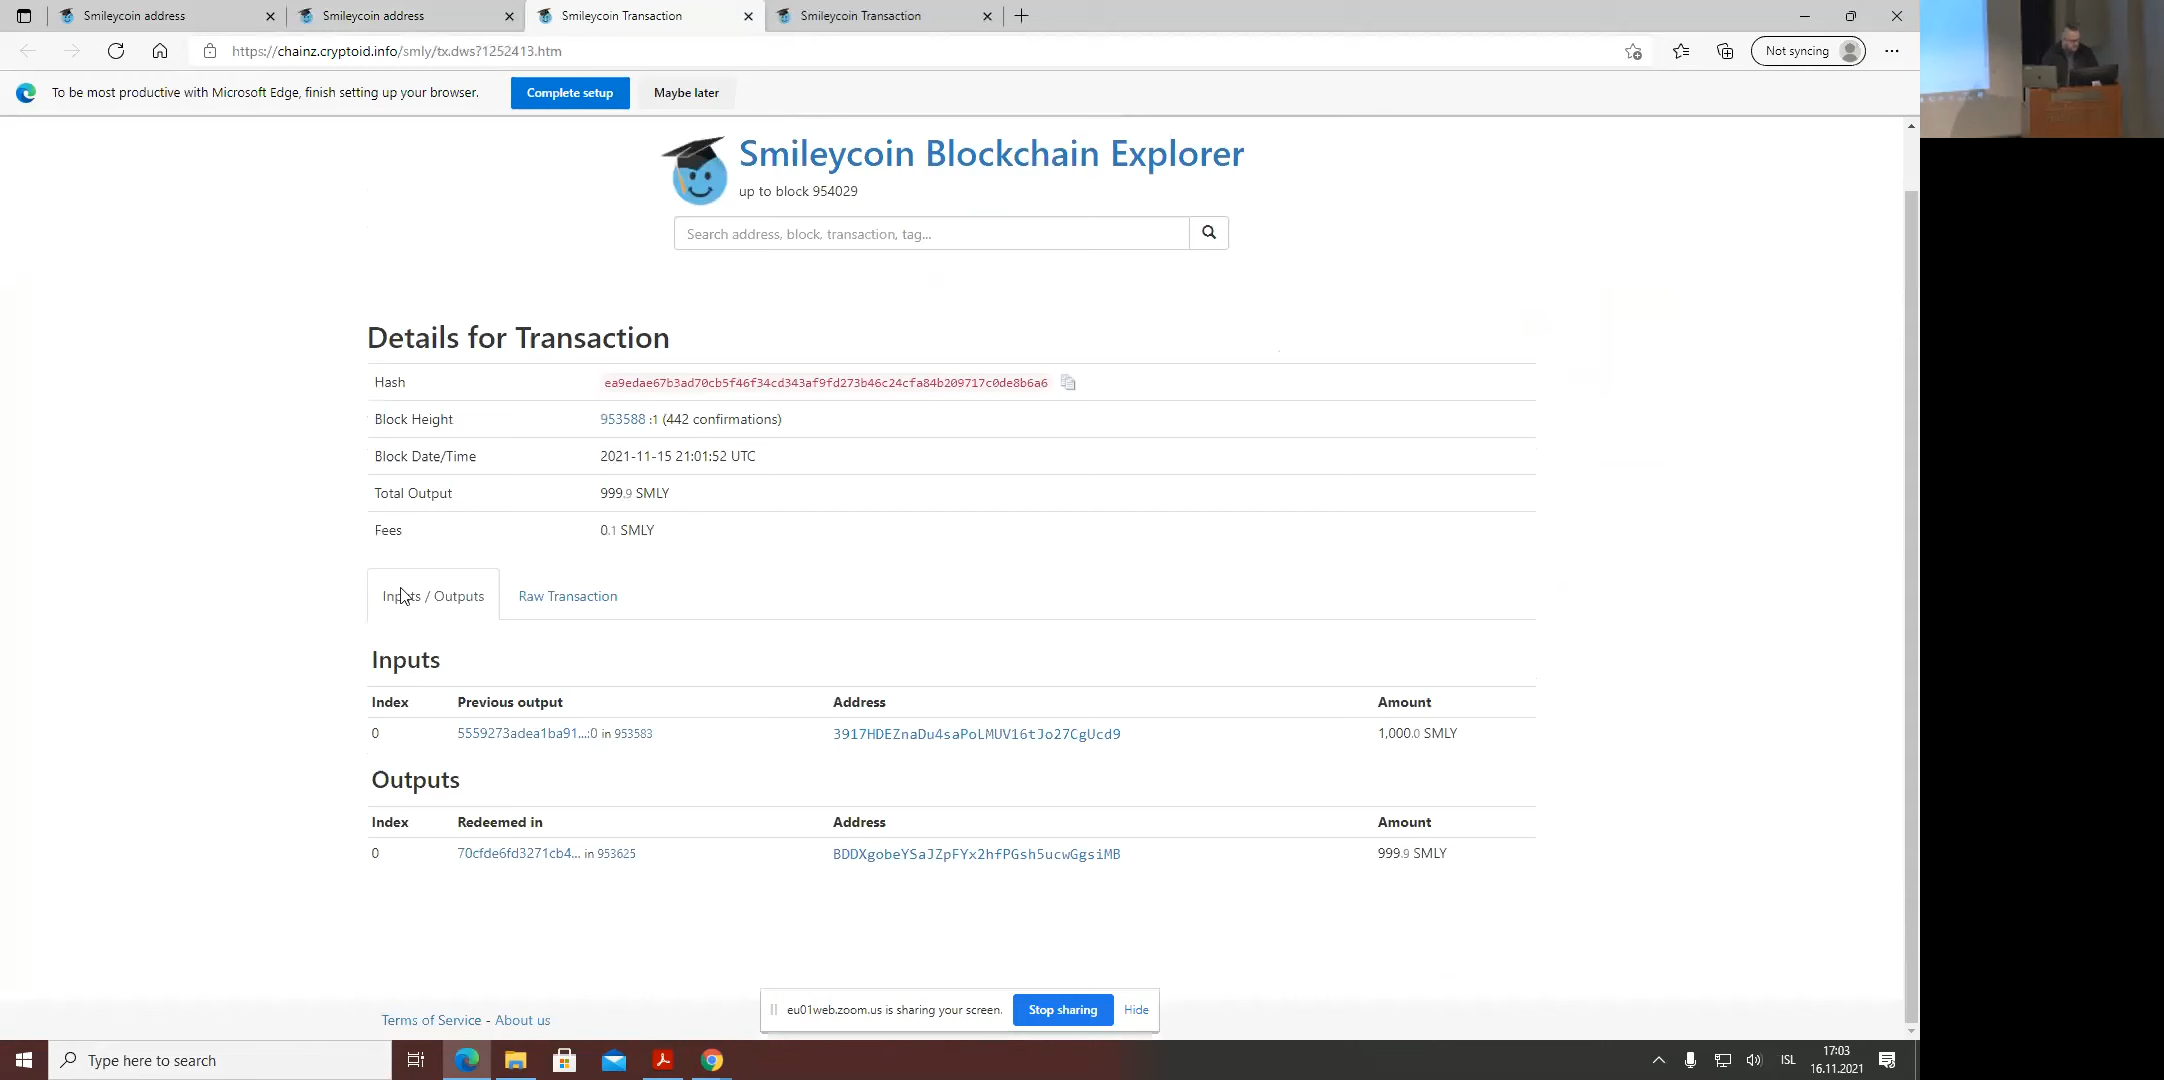 Smileycoin address
Smileycoin address
Smileycoin Transaction
Smileycoin Transaction
https://chainz.cryptoid.info/smly/tx.dws?1252413.htm
Not syncing
To be most productive with Microsoft Edge, finish setting up your browser.
Complete setup
Maybe later
Smileycoin Blockchain Explorer
up to block 954029
Search address, block, transaction, tag...
Details for Transaction
Hash ea9edae67b3ad70cb5f46f34cd343af9fd273b46c24cfa84b209717c0de8b6a6
Block Height 953588 :1 (442 confirmations)
Block Date/Time 2021-11-15 21:01:52 UTC
Total Output 999.9 SMLY
Fees 0.1 SMLY
Inputs / Outputs Raw Transaction
Inputs
Index Previous output Address Amount
0 5559273adea1ba91...:0 in 953583 3917HDEZnaDu4saPoLMUV16tJo27CgUcd9 1,000.0 SMLY
Outputs
Index Redeemed in Address Amount
0 70cfde6fd3271cb4... in 953625 BDDXgobeYSaJZpFYx2hfPGsh5ucwGgsiMB 999.9 SMLY
eu01web.zoom.us is sharing your screen. Stop sharing Hide
Terms of Service - About us
Type here to search
ISL
17:03
16.11.2021